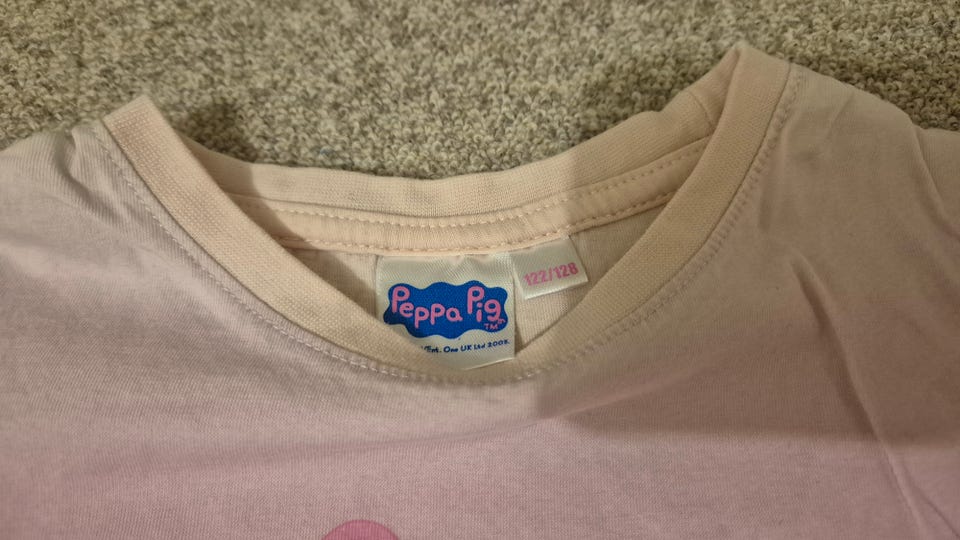 Peppa Pig
TM
122/128
/Ent. One UK Ltd 2003.